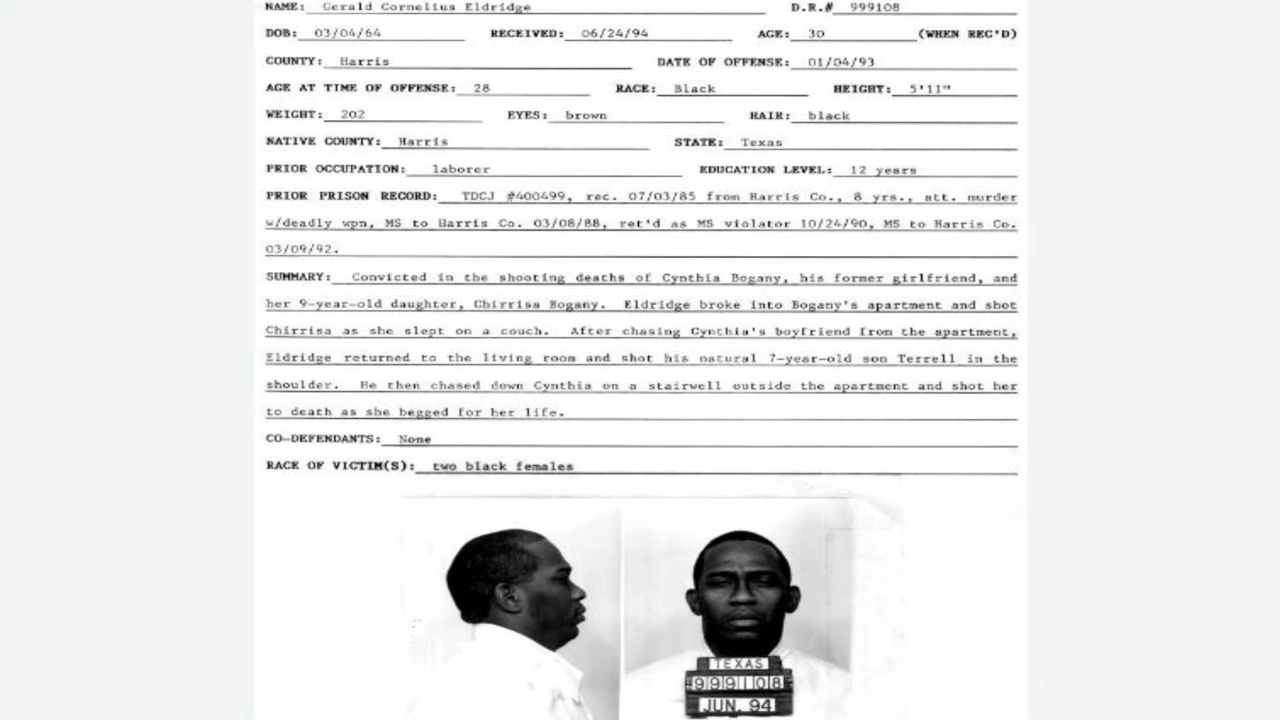 NAME: Gerald Cornelius Eldridge D.R.# 999108
DOB: 03/04/64 RECEIVED: 06/24/94 AGE: 30 (WHEN REC'D)
COUNTY: Harris DATE OF OFFENSE: 01/04/93
AGE AT TIME OF OFFENSE: 28 RACE: Black HEIGHT: 5'11"
WEIGHT: 202 EYES: brown HAIR: black
NATIVE COUNTY: Harris STATE: Texas
PRIOR OCCUPATION: laborer EDUCATION LEVEL: 12 years
PRIOR PRISON RECORD: TDCJ #400499, rec. 07/03/85 from Harris Co., 8 yrs., att. murder
w/deadly wpn, MS to Harris Co. 03/08/88, ret'd as MS violator 10/24/90, MS to Harris Co.
03/09/92.
SUMMARY: Convicted in the shooting deaths of Cynthia Bogany, his former girlfriend, and
her 9-year-old daughter, Chirrisa Bogany. Eldridge broke into Bogany's apartment and shot
Chirrisa as she slept on a couch. After chasing Cynthia's boyfriend from the apartment,
Eldridge returned to the living room and shot his natural 7-year-old son Terrell in the
shoulder. He then chased down Cynthia on a stairwell outside the apartment and shot her
to death as she begged for her life.
CO-DEFENDANTS: None
RACE OF VICTIM(S): two black females
TEXAS
999108
JUN. 94